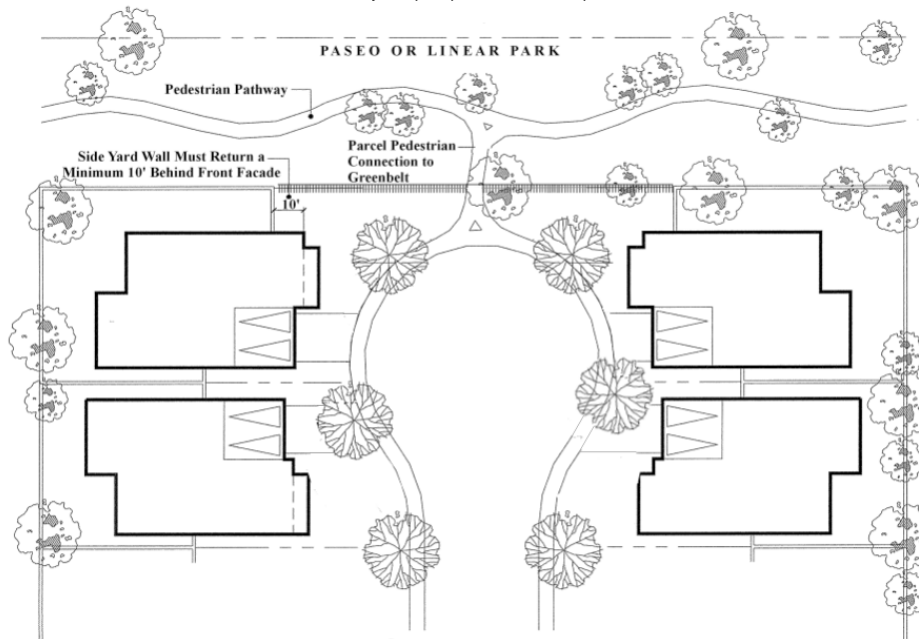 PASEO OR LINEAR PARK
Pedestrian Pathway
Side Yard Wall Must Return a
Minimum 10' Behind Front Facade
Parcel Pedestrian
Connection to
Greenbelt
10'